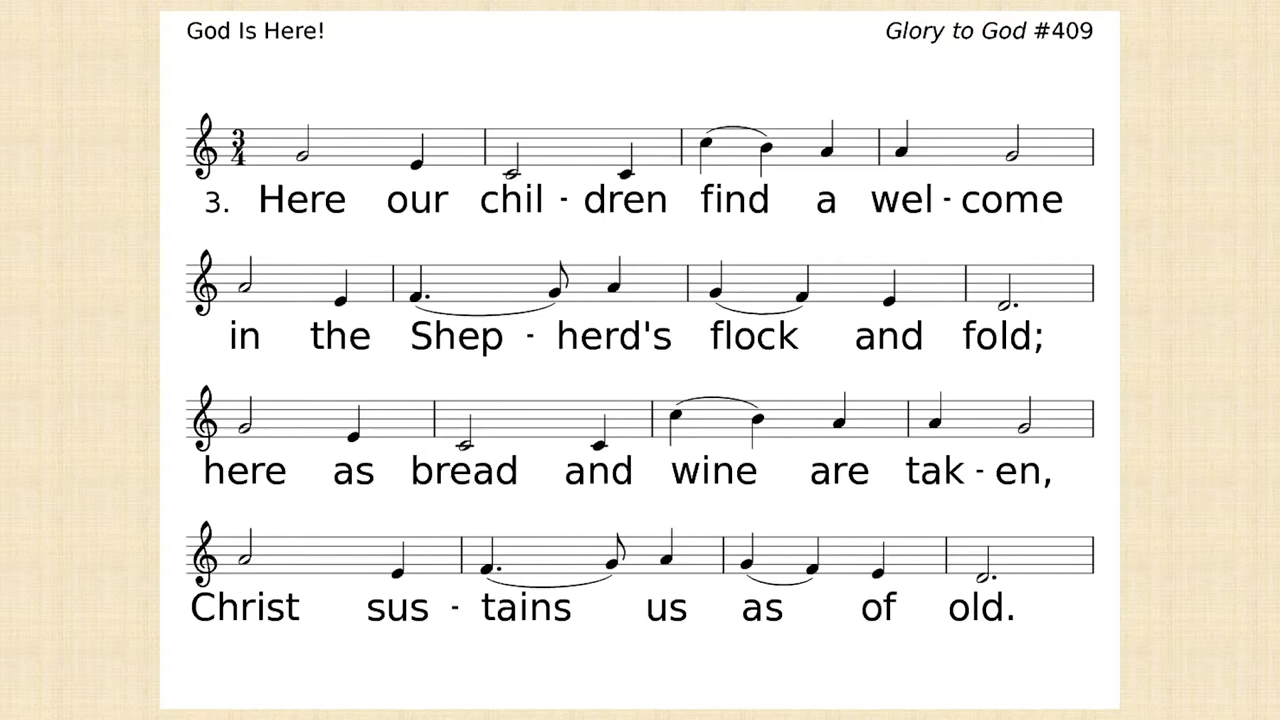 God Is Here! Glory to God #409
3. Here our chil - dren find a wel - come
in the Shep - herd's flock and fold;
here as bread and wine are tak - en,
Christ sus - tains us as of old.